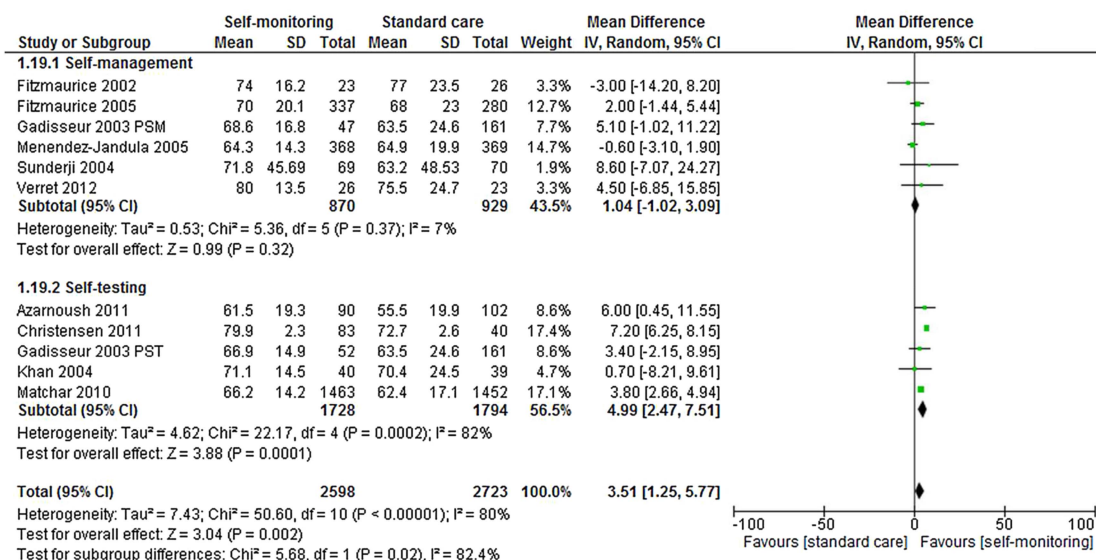 Self-monitoring Standard care Mean Difference Mean Difference
Study or Subgroup Mean SD Total Mean SD Total Weight IV, Random, 95% CI IV, Random, 95% CI
1.19.1 Self-management
Fitzmaurice 2002 74 16.2 23 77 23.5 26 3.3% -3.00 [-14.20, 8.20]
Fitzmaurice 2005 70 20.1 337 68 23 280 12.7% 2.00 [-1.44, 5.44]
Gadisseur 2003 PSM 68.6 16.8 47 63.5 24.6 161 7.7% 5.10 [-1.02, 11.22]
Menendez-Jandula 2005 64.3 14.3 368 64.9 19.9 369 14.7% -0.60 [-3.10, 1.90]
Sunderji 2004 71.8 45.69 69 63.2 48.53 70 1.9% 8.60 [-7.07, 24.27]
Verret 2012 80 13.5 26 75.5 24.7 23 3.3% 4.50 [-6.85, 15.85]
Subtotal (95% CI) 870 929 43.5% 1.04 [-1.02, 3.09]
Heterogeneity: Tau² = 0.53; Chi² = 5.36, df = 5 (P = 0.37); I² = 7%
Test for overall effect: Z = 0.99 (P = 0.32)
1.19.2 Self-testing
Azarnoush 2011 61.5 19.3 90 55.5 19.9 102 8.6% 6.00 [0.45, 11.55]
Christensen 2011 79.9 2.3 83 72.7 2.6 40 17.4% 7.20 [6.25, 8.15]
Gadisseur 2003 PST 66.9 14.9 52 63.5 24.6 161 8.6% 3.40 [-2.15, 8.95]
Khan 2004 71.1 14.5 40 70.4 24.5 39 4.7% 0.70 [-8.21, 9.61]
Matchar 2010 66.2 14.2 1463 62.4 17.1 1452 17.1% 3.80 [2.66, 4.94]
Subtotal (95% CI) 1728 1794 56.5% 4.99 [2.47, 7.51]
Heterogeneity: Tau² = 4.62; Chi² = 22.17, df = 4 (P = 0.0002); I² = 82%
Test for overall effect: Z = 3.88 (P = 0.0001)
Total (95% CI) 2598 2723 100.0% 3.51 [1.25, 5.77]
Heterogeneity: Tau² = 7.43; Chi² = 50.60, df = 10 (P < 0.00001); I² = 80%
Test for overall effect: Z = 3.04 (P = 0.002)
Test for subgroup differences: Chi² = 5.68, df = 1 (P = 0.02), I² = 82.4%
-100 -50 0 50 100
Favours [standard care] Favours [self-monitoring]